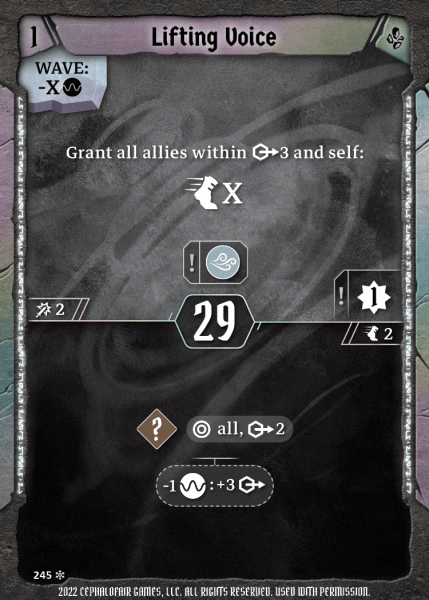 1 Lifting Voice
WAVE:
-X
Grant all allies within 3 and self:
X
!
! 1
2
29
2
? all, 2
-1 :+3
245
2022 CEPHALOFAIR GAMES, LLC. ALL RIGHTS RESERVED. USED WITH PERMISSION.